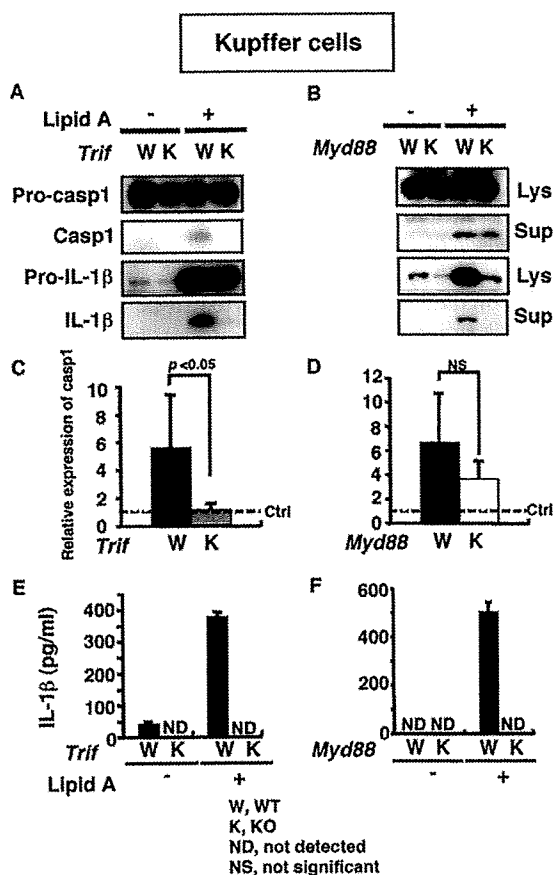 Kupffer cells
A
B
Lipid A - +
- +
Trif W K W K
Myd88 W K W K
Pro-casp1
Lys
Casp1
Sup
Pro-IL-1β
Lys
IL-1β
Sup
C
D
p<0.05
NS
Relative expression of casp1
10
8
6
4
2
0
12
10
8
6
4
2
0
Ctrl
Ctrl
Trif W K
Myd88 W K
E
F
IL-1β (pg/ml)
400
300
200
100
0
600
400
200
0
ND ND
ND ND ND
Trif W K W K
Myd88 W K W K
Lipid A - +
- +
W, WT
K, KO
ND, not detected
NS, not significant